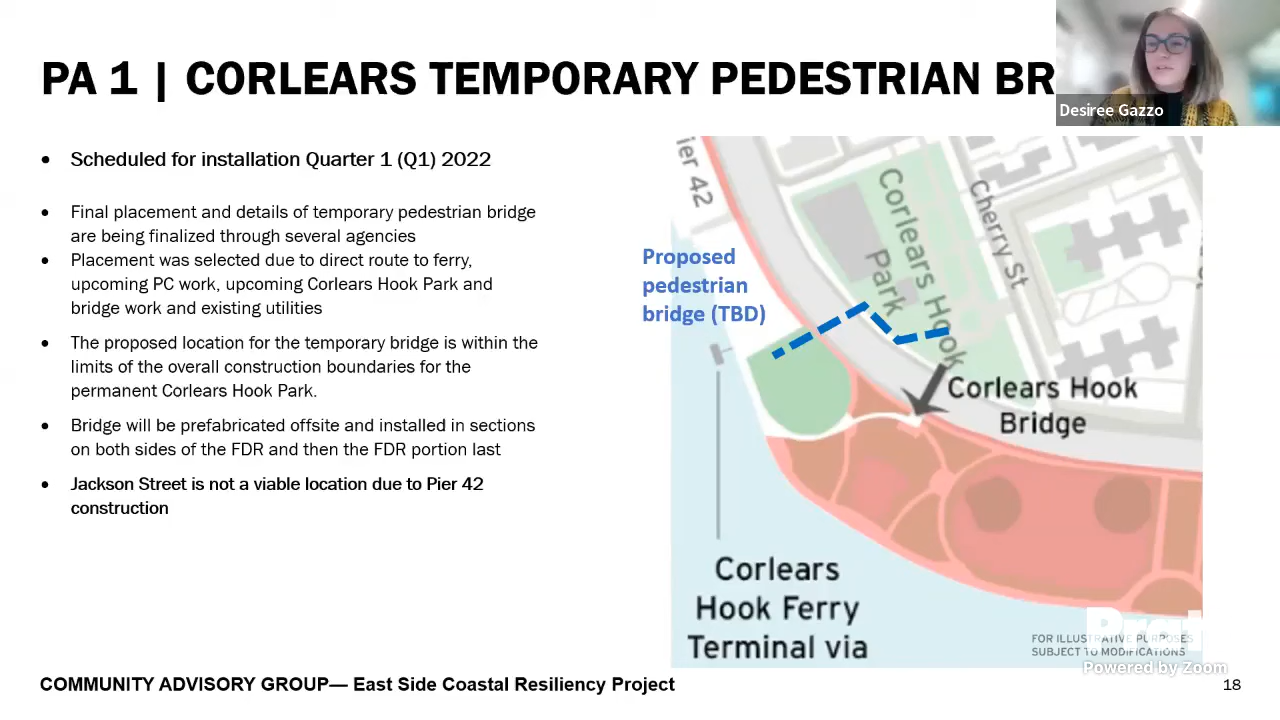 PA 1 | CORLEARS TEMPORARY PEDESTRIAN BR
Desiree Gazzo
• Scheduled for installation Quarter 1 (Q1) 2022
• Final placement and details of temporary pedestrian bridge
are being finalized through several agencies
• Placement was selected due to direct route to ferry,
upcoming PC work, upcoming Corlears Hook Park and
bridge work and existing utilities
• The proposed location for the temporary bridge is within the
limits of the overall construction boundaries for the
permanent Corlears Hook Park.
• Bridge will be prefabricated offsite and installed in sections
on both sides of the FDR and then the FDR portion last
• Jackson Street is not a viable location due to Pier 42
construction
ier 42
Corlears Hook
Park
Cherry St
Proposed
pedestrian
bridge (TBD)
Corlears Hook
Bridge
Corlears
Hook Ferry
Terminal via
FOR ILLUSTRATIVE PURPOSES
SUBJECT TO MODIFICATIONS
Powered by Zoom
COMMUNITY ADVISORY GROUP— East Side Coastal Resiliency Project
18